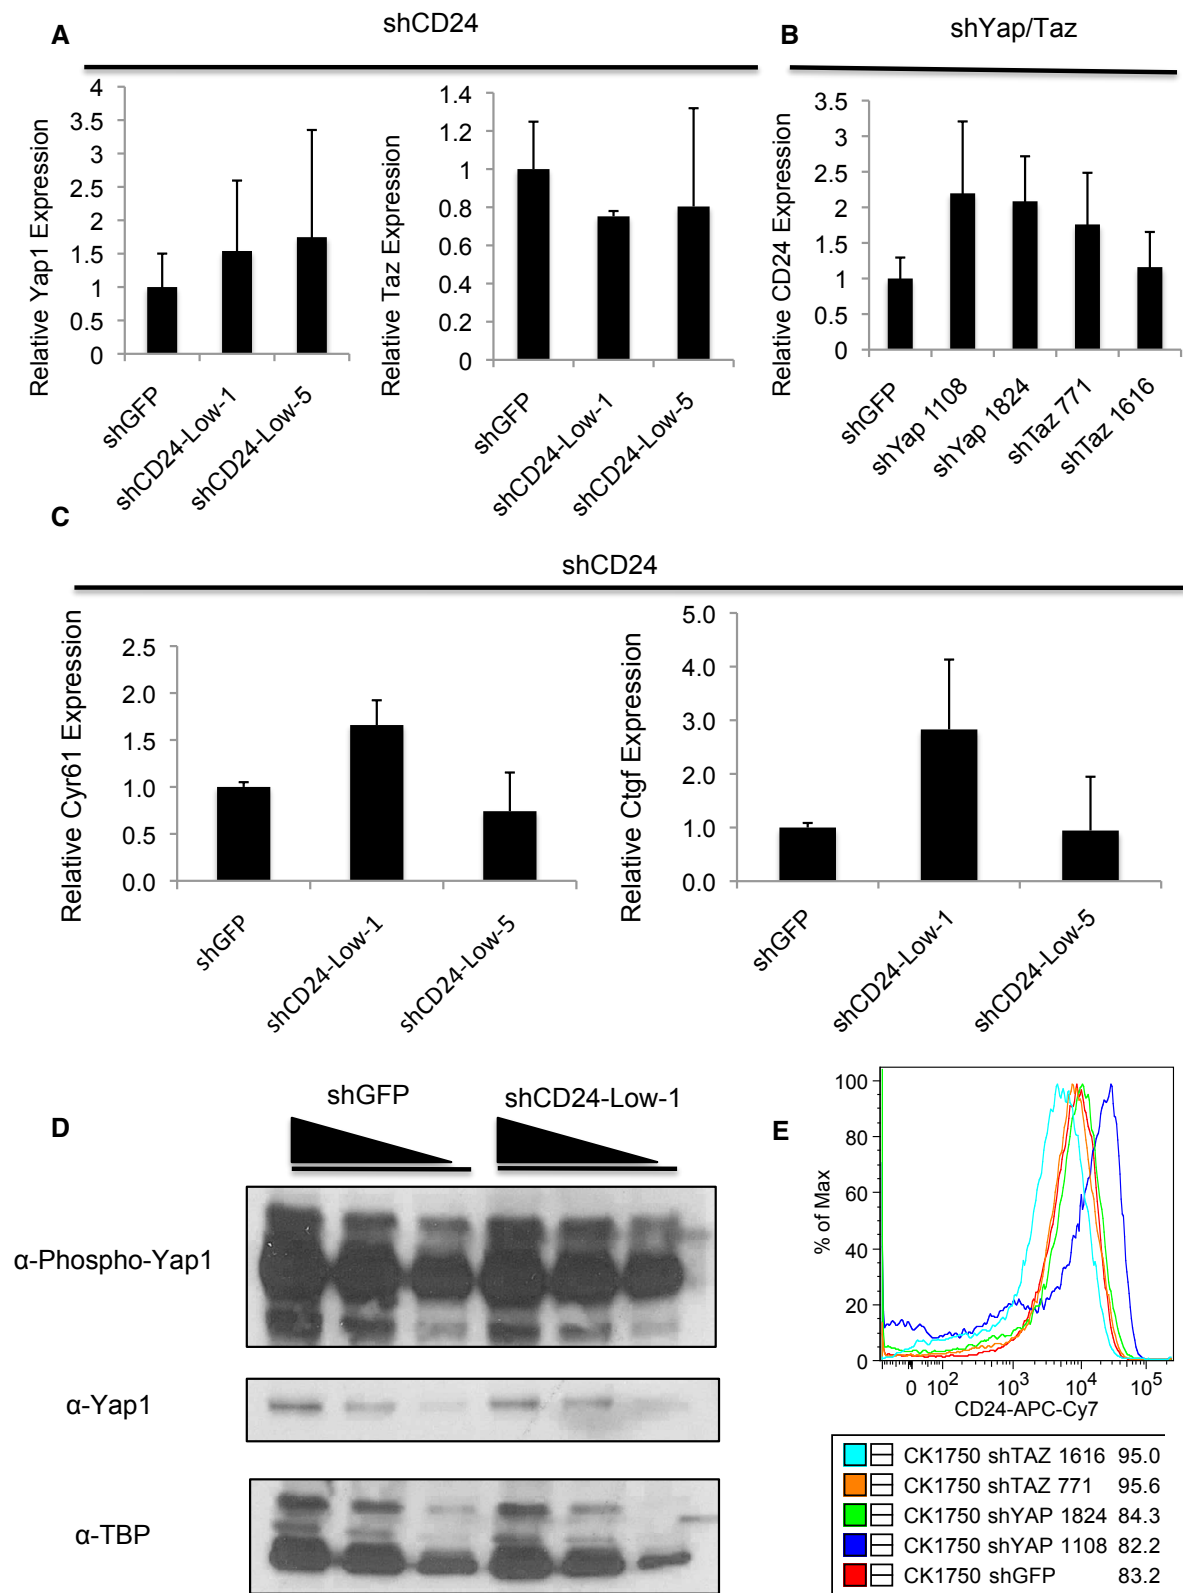 A
shCD24
B
shYap/Taz
Relative Yap1 Expression
4
3.5
3
2.5
2
1.5
1
0.5
0
shGFP
shCD24-Low-1
shCD24-Low-5
Relative Taz Expression
1.4
1.2
1
0.8
0.6
0.4
0.2
0
shGFP
shCD24-Low-1
shCD24-Low-5
Relative CD24 Expression
3.5
3
2.5
2
1.5
1
0.5
0
shGFP
shYap 1108
shYap 1824
shTaz 771
shTaz 1616
C
shCD24
Relative Cyr61 Expression
2.5
2.0
1.5
1.0
0.5
0.0
shGFP
shCD24-Low-1
shCD24-Low-5
Relative Ctgf Expression
5.0
4.0
3.0
2.0
1.0
0.0
shGFP
shCD24-Low-1
shCD24-Low-5
D
shGFP
shCD24-Low-1
α-Phospho-Yap1
α-Yap1
α-TBP
E
% of Max
100
80
60
40
20
0
0 10² 10³ 10⁴ 10⁵
CD24-APC-Cy7
CK1750 shTAZ 1616 95.0
CK1750 shTAZ 771 95.6
CK1750 shYAP 1824 84.3
CK1750 shYAP 1108 82.2
CK1750 shGFP 83.2